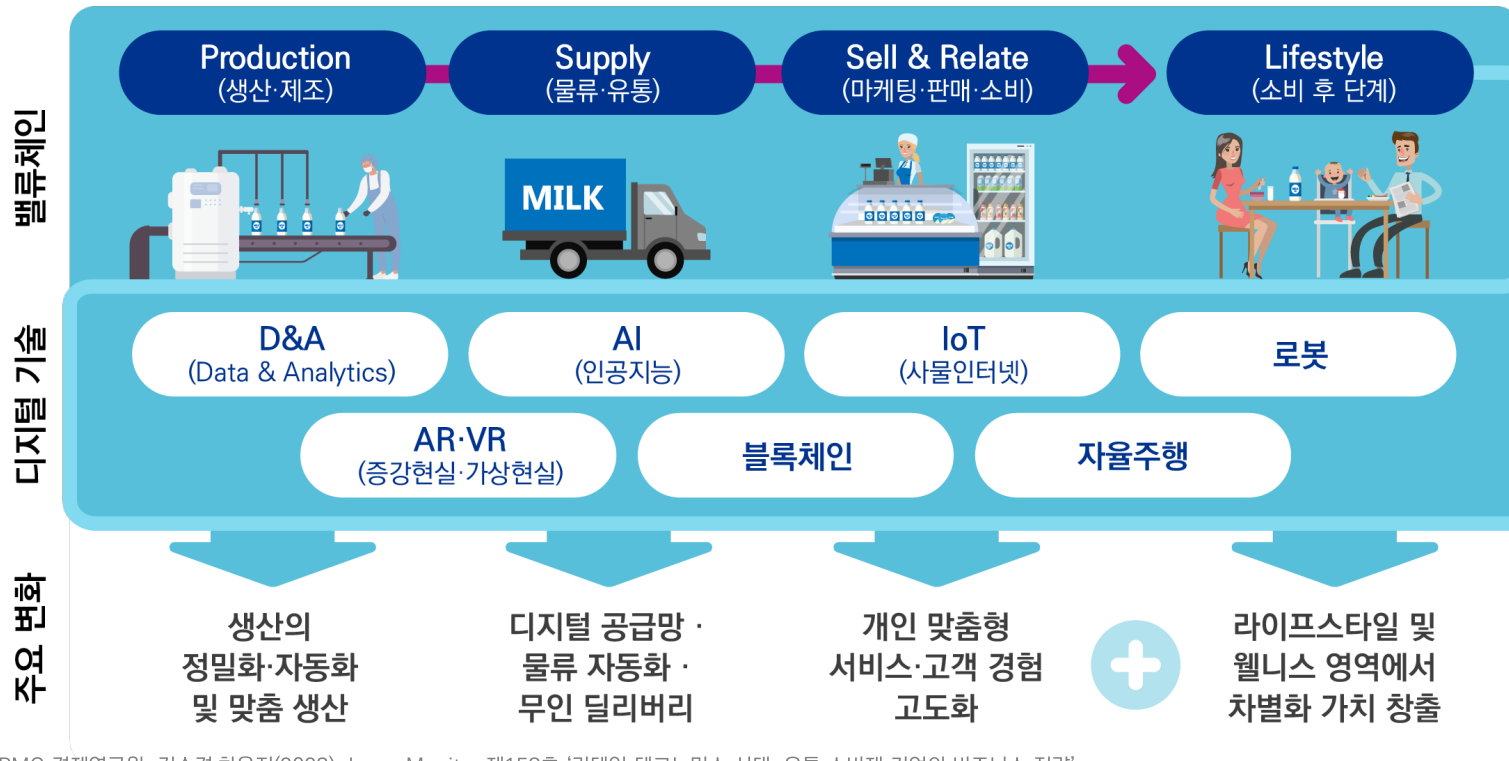 밸류체인
Production
(생산·제조)
Supply
(물류·유통)
Sell & Relate
(마케팅·판매·소비)
Lifestyle
(소비 후 단계)
MILK
디지털 기술
D&A
(Data & Analytics)
AI
(인공지능)
IoT
(사물인터넷)
로봇
AR·VR
(증강현실·가상현실)
블록체인
자율주행
주요 변화
생산의
정밀화·자동화
및 맞춤 생산
디지털 공급망 ·
물류 자동화 ·
무인 딜리버리
개인 맞춤형
서비스·고객 경험
고도화
라이프스타일 및
웰니스 영역에서
차별화 가치 창출